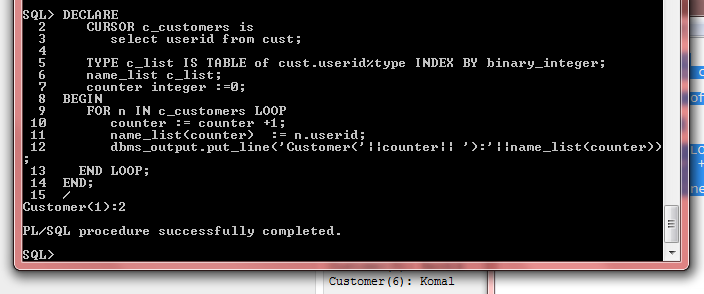 SQL> DECLARE
2 CURSOR c_customers is
3 select userid from cust;
4
5 TYPE c_list IS TABLE of cust.userid%type INDEX BY binary_integer;
6 name_list c_list;
7 counter integer :=0;
8 BEGIN
9 FOR n IN c_customers LOOP
10 counter := counter +1;
11 name_list(counter) := n.userid;
12 dbms_output.put_line('Customer('||counter|| '):'||name_list(counter))
;
13 END LOOP;
14 END;
15 /
Customer(1):2
PL/SQL procedure successfully completed.
SQL>
Customer(6): Komal